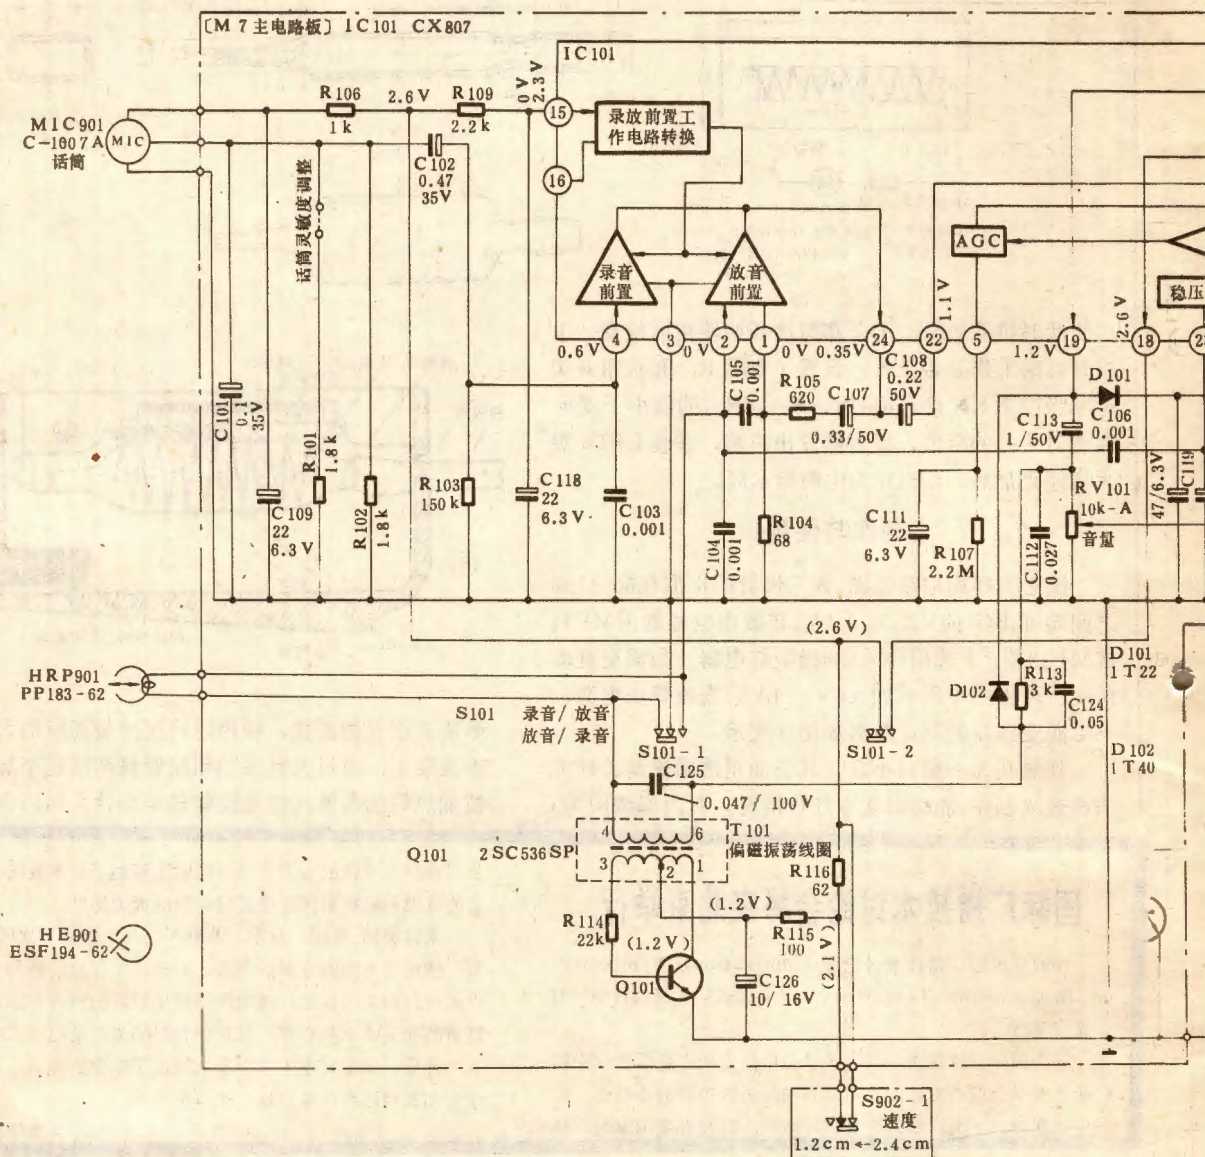 〔M 7 主电路板〕 IC101 CX807
IC101
MIC901
C-1007A
话筒
MIC
R106
1k
2.6V
R109
2.2k
0V
2.3V
15
16
录放前置工
作电路转换
C102
0.47
35V
话筒灵敏度调整
录音
前置
放音
前置
AGC
稳压
0.6V
4
3
0V
2
1
0V
0.35V
24
22
1.1V
5
1.2V
19
2.6V
18
C105
0.001
R105
620
C107
0.33/50V
C108
0.22
50V
D101
C113
1/50V
C106
0.001
C101
0.1
35V
R101
1.8k
R102
1.8k
C109
22
6.3V
R103
150k
C118
22
6.3V
C103
0.001
C104
0.001
R104
68
C111
22
6.3V
R107
2.2M
C112
0.027
RV101
10k-A
音量
47/6.3V
C119
(2.6V)
HRP901
PP183-62
S101
录音/放音
放音/录音
S101-1
S101-2
D102
R113
3k
C124
0.05
D101
1T22
D102
1T40
C125
0.047/100V
4
6
3
2
1
T101
偏磁振荡线圈
Q101
2SC536SP
R116
62
(1.2V)
R114
22k
(1.2V)
R115
100
(2.1V)
Q101
C126
10/16V
HE901
ESF194-62
S902-1
速度
1.2cm←2.4cm